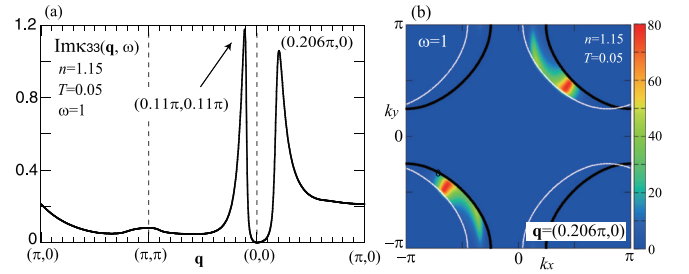 (a)
1.2
0.8
0.4
0
Imκ33(q, ω)
n=1.15
T=0.05
ω=1
(0.11π,0.11π)
(0.206π,0)
(π,0)
(π,π)
(0,0)
(π,0)
q
(b)
π
ky
0
−π
ω=1
n=1.15
T=0.05
0
q=(0.206π,0)
−π
0
π
kx
80
60
40
20
0